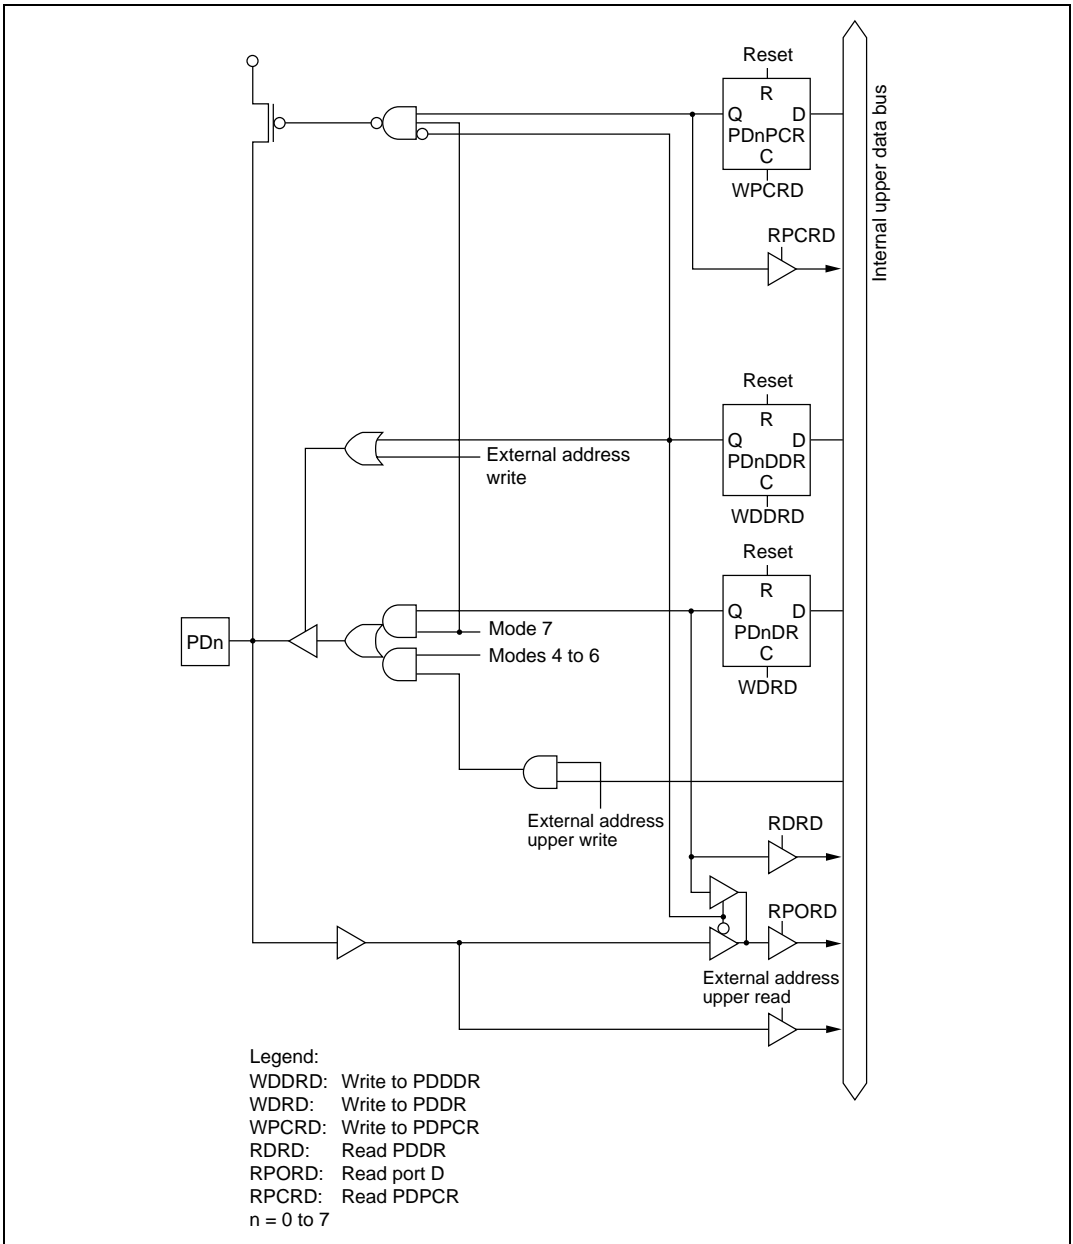 Reset
R
Q D
PDnPCR
C
WPCRD
RPCRD
Internal upper data bus
Reset
R
Q D
PDnDDR
C
WDDRD
External address
write
Reset
R
Q D
PDnDR
C
WDRD
PDn
Mode 7
Modes 4 to 6
External address
upper write
RDRD
RPORD
External address
upper read
Legend:
WDDRD: Write to PDDDR
WDRD: Write to PDDR
WPCRD: Write to PDPCR
RDRD: Read PDDR
RPORD: Read port D
RPCRD: Read PDPCR
n = 0 to 7